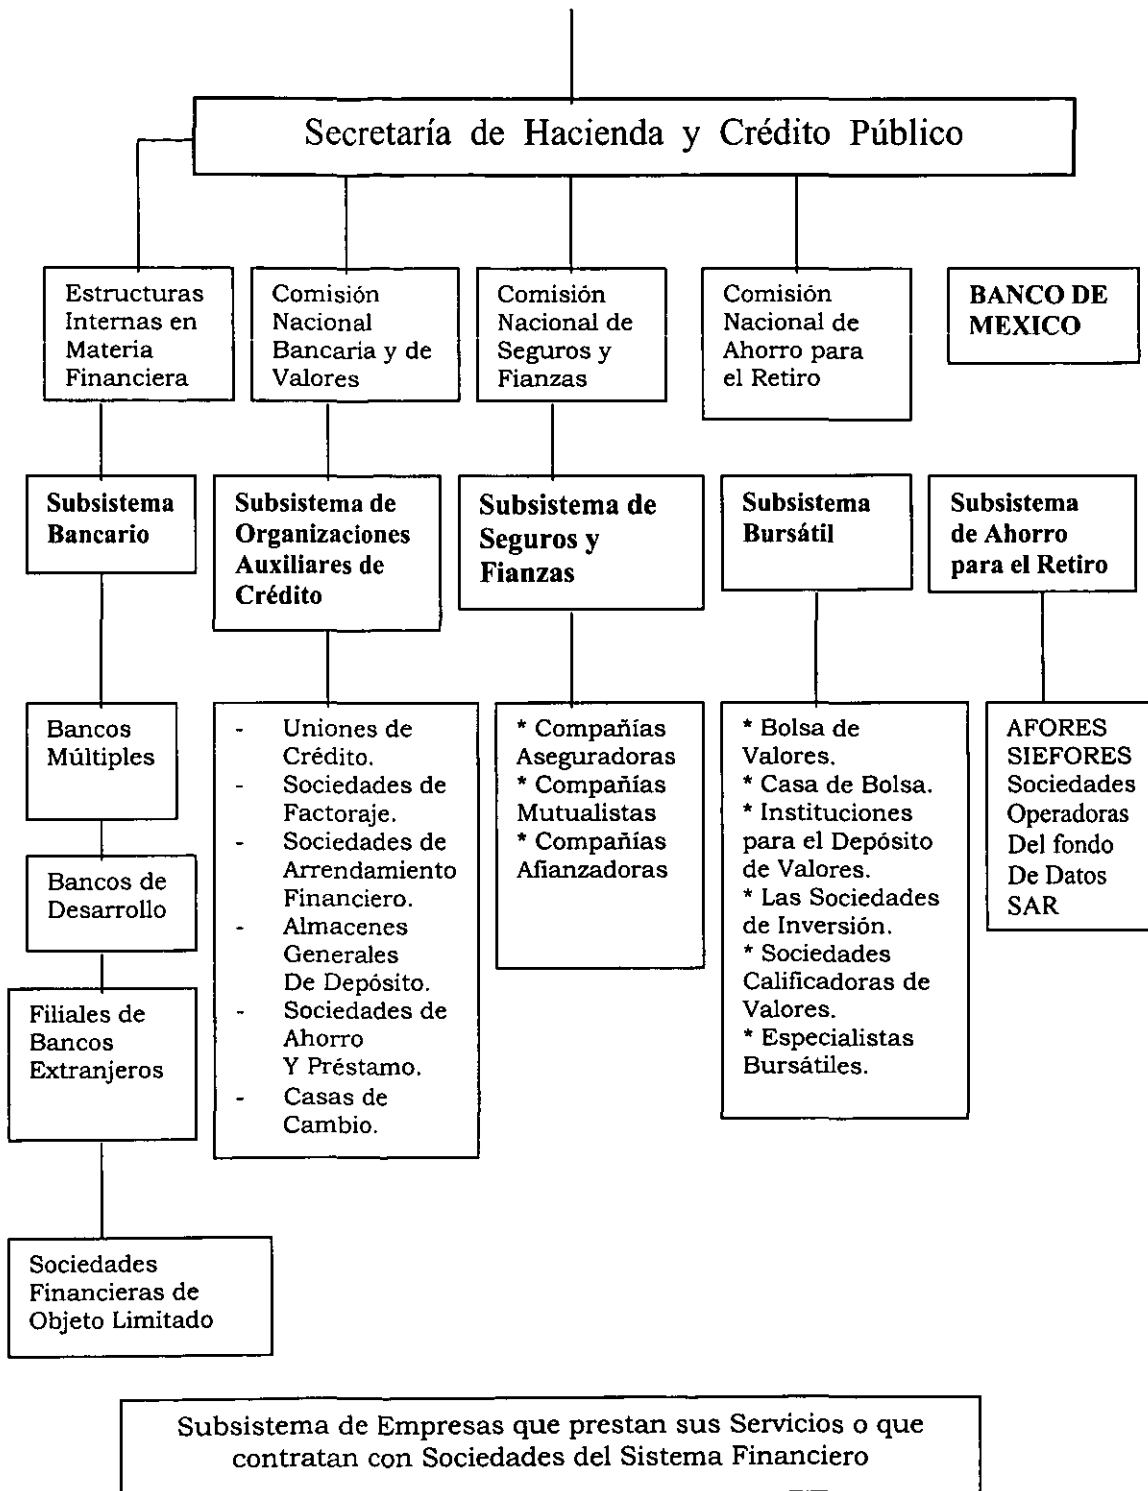 Secretaría de Hacienda y Crédito Público
Estructuras
Internas en
Materia
Financiera
Comisión
Nacional
Bancaria y de
Valores
Comisión
Nacional de
Seguros y
Fianzas
Comisión
Nacional de
Ahorro para
el Retiro
BANCO DE
MEXICO
Subsistema
Bancario
Subsistema de
Organizaciones
Auxiliares de
Crédito
Subsistema de
Seguros y
Fianzas
Subsistema
Bursátil
Subsistema
de Ahorro
para el Retiro
Bancos
Múltiples
Bancos de
Desarrollo
Filiales de
Bancos
Extranjeros
Sociedades
Financieras de
Objeto Limitado
- Uniones de
Crédito.
- Sociedades de
Factoraje.
- Sociedades de
Arrendamiento
Financiero.
- Almacenes
Generales
De Depósito.
- Sociedades de
Ahorro
Y Préstamo.
- Casas de
Cambio.
* Compañías
Aseguradoras
* Compañías
Mutualistas
* Compañías
Afianzadoras
* Bolsa de
Valores.
* Casa de Bolsa.
* Instituciones
para el Depósito
de Valores.
* Las Sociedades
de Inversión.
* Sociedades
Calificadoras de
Valores.
* Especialistas
Bursátiles.
AFORES
SIEFORES
Sociedades
Operadoras
Del fondo
De Datos
SAR
Subsistema de Empresas que prestan sus Servicios o que
contratan con Sociedades del Sistema Financiero